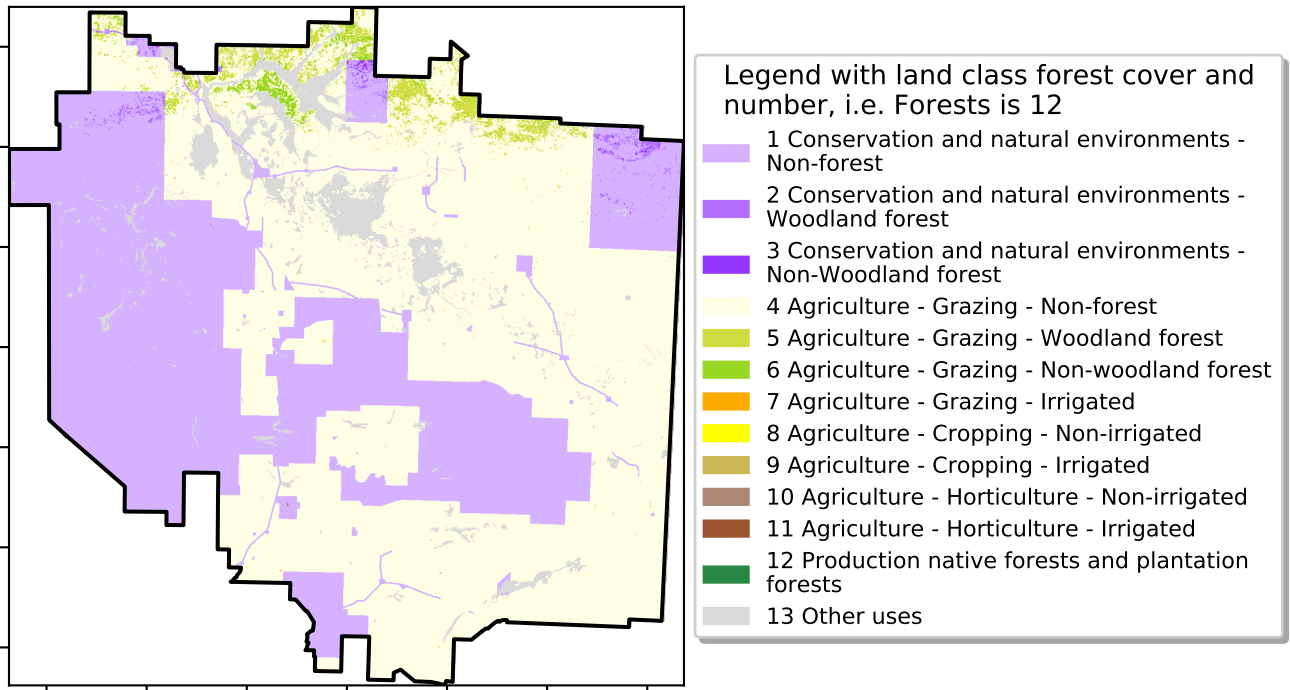 Legend with land class forest cover and
number, i.e. Forests is 12
1 Conservation and natural environments -
Non-forest
2 Conservation and natural environments -
Woodland forest
3 Conservation and natural environments -
Non-Woodland forest
4 Agriculture - Grazing - Non-forest
5 Agriculture - Grazing - Woodland forest
6 Agriculture - Grazing - Non-woodland forest
7 Agriculture - Grazing - Irrigated
8 Agriculture - Cropping - Non-irrigated
9 Agriculture - Cropping - Irrigated
10 Agriculture - Horticulture - Non-irrigated
11 Agriculture - Horticulture - Irrigated
12 Production native forests and plantation
forests
13 Other uses